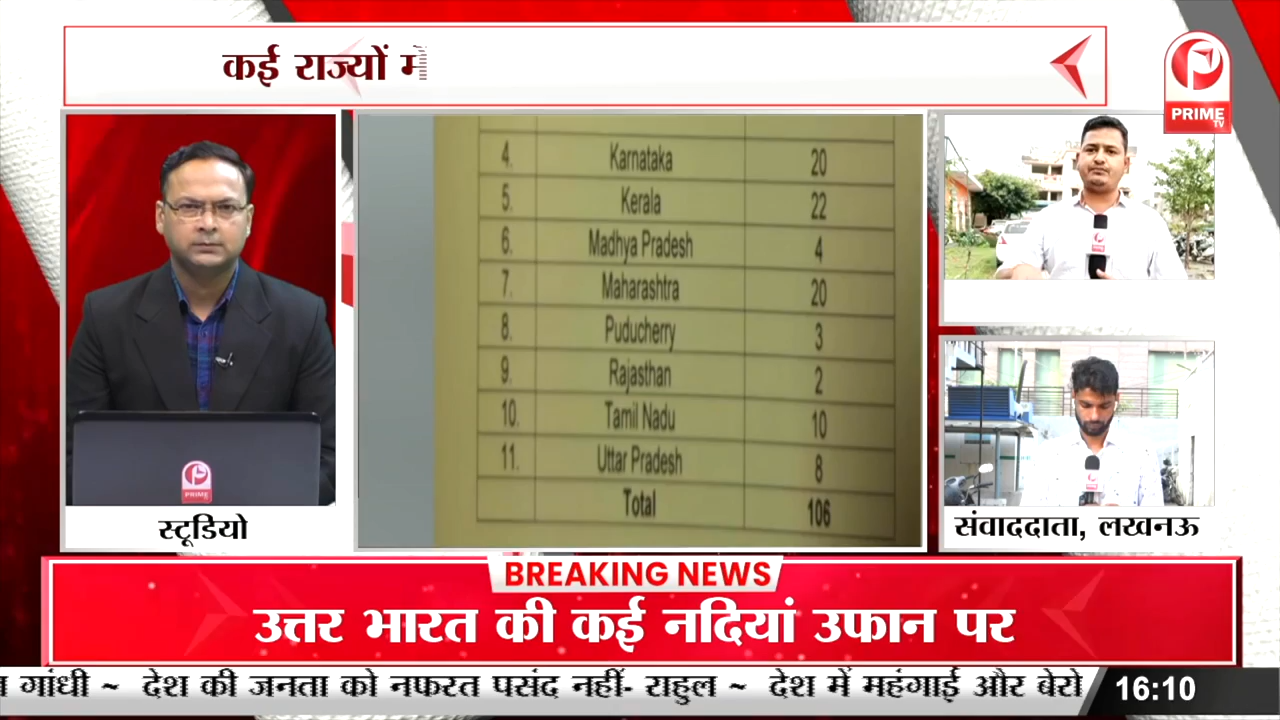 कई राज्यों में
PRIME
TV
4. Karnataka 20
5. Kerala 22
6. Madhya Pradesh 4
7. Maharashtra 20
8. Puducherry 3
9. Rajasthan 2
10. Tamil Nadu 10
11. Uttar Pradesh 8
Total 106
PRIME
स्टूडियो
संवाददाता, लखनऊ
BREAKING NEWS
उत्तर भारत की कई नदियां उफान पर
गांधी ~ देश की जनता को नफरत पसंद नहीं- राहुल ~ देश में महंगाई और बेरो
16:10